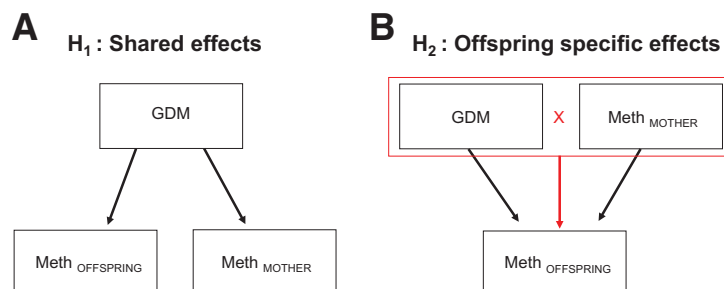 A
H1 : Shared effects
GDM
Meth OFFSPRING
Meth MOTHER
B
H2 : Offspring specific effects
GDM
X
Meth MOTHER
Meth OFFSPRING